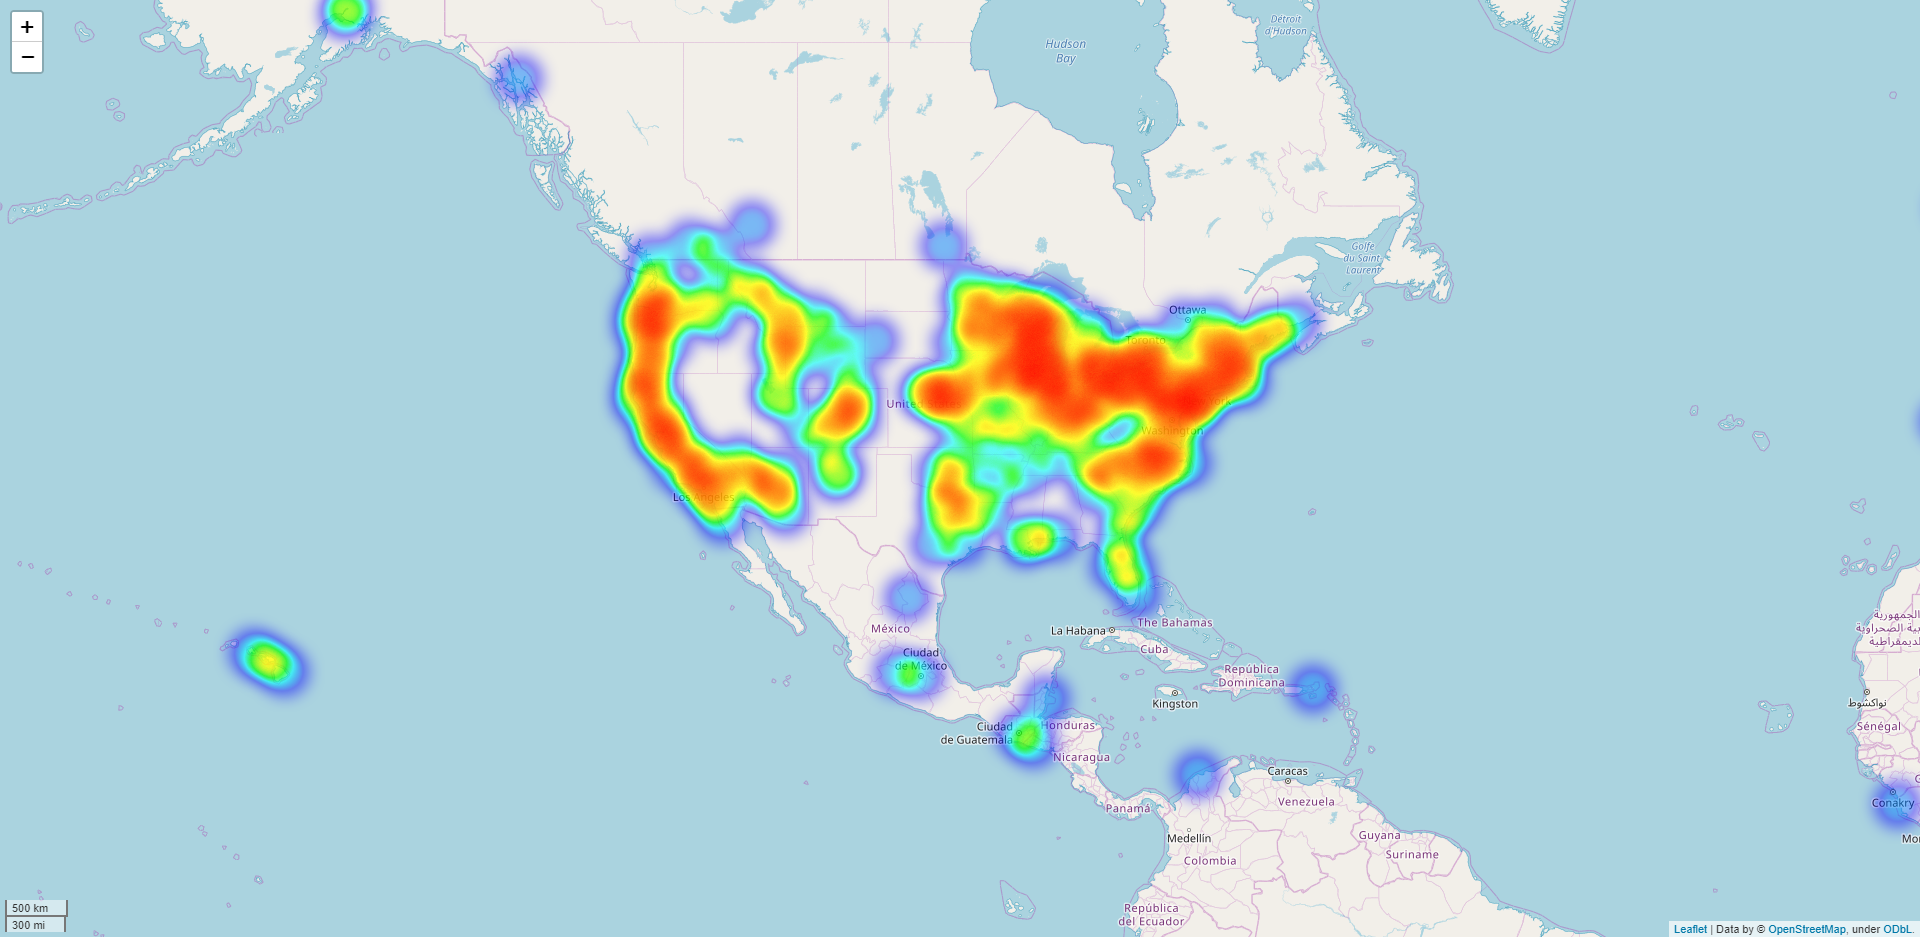 +
−
Détroit
d'Hudson
Hudson
Bay
Golfe
du Saint-
Laurent
Ottawa
Toronto
United
Washington
Los Angeles
La Habana
The Bahamas
México
Cuba
Ciudad
de México
República
Dominicana
Kingston
Ciudad
de Guatemala
Honduras
Nicaragua
نواكشوط
Sénégal
Caracas
Panamá
Venezuela
Conakry
Medellín
Guyana
Colombia
Suriname
República
del Ecuador
500 km
300 mi
Leaflet | Data by © OpenStreetMap, under ODbL.